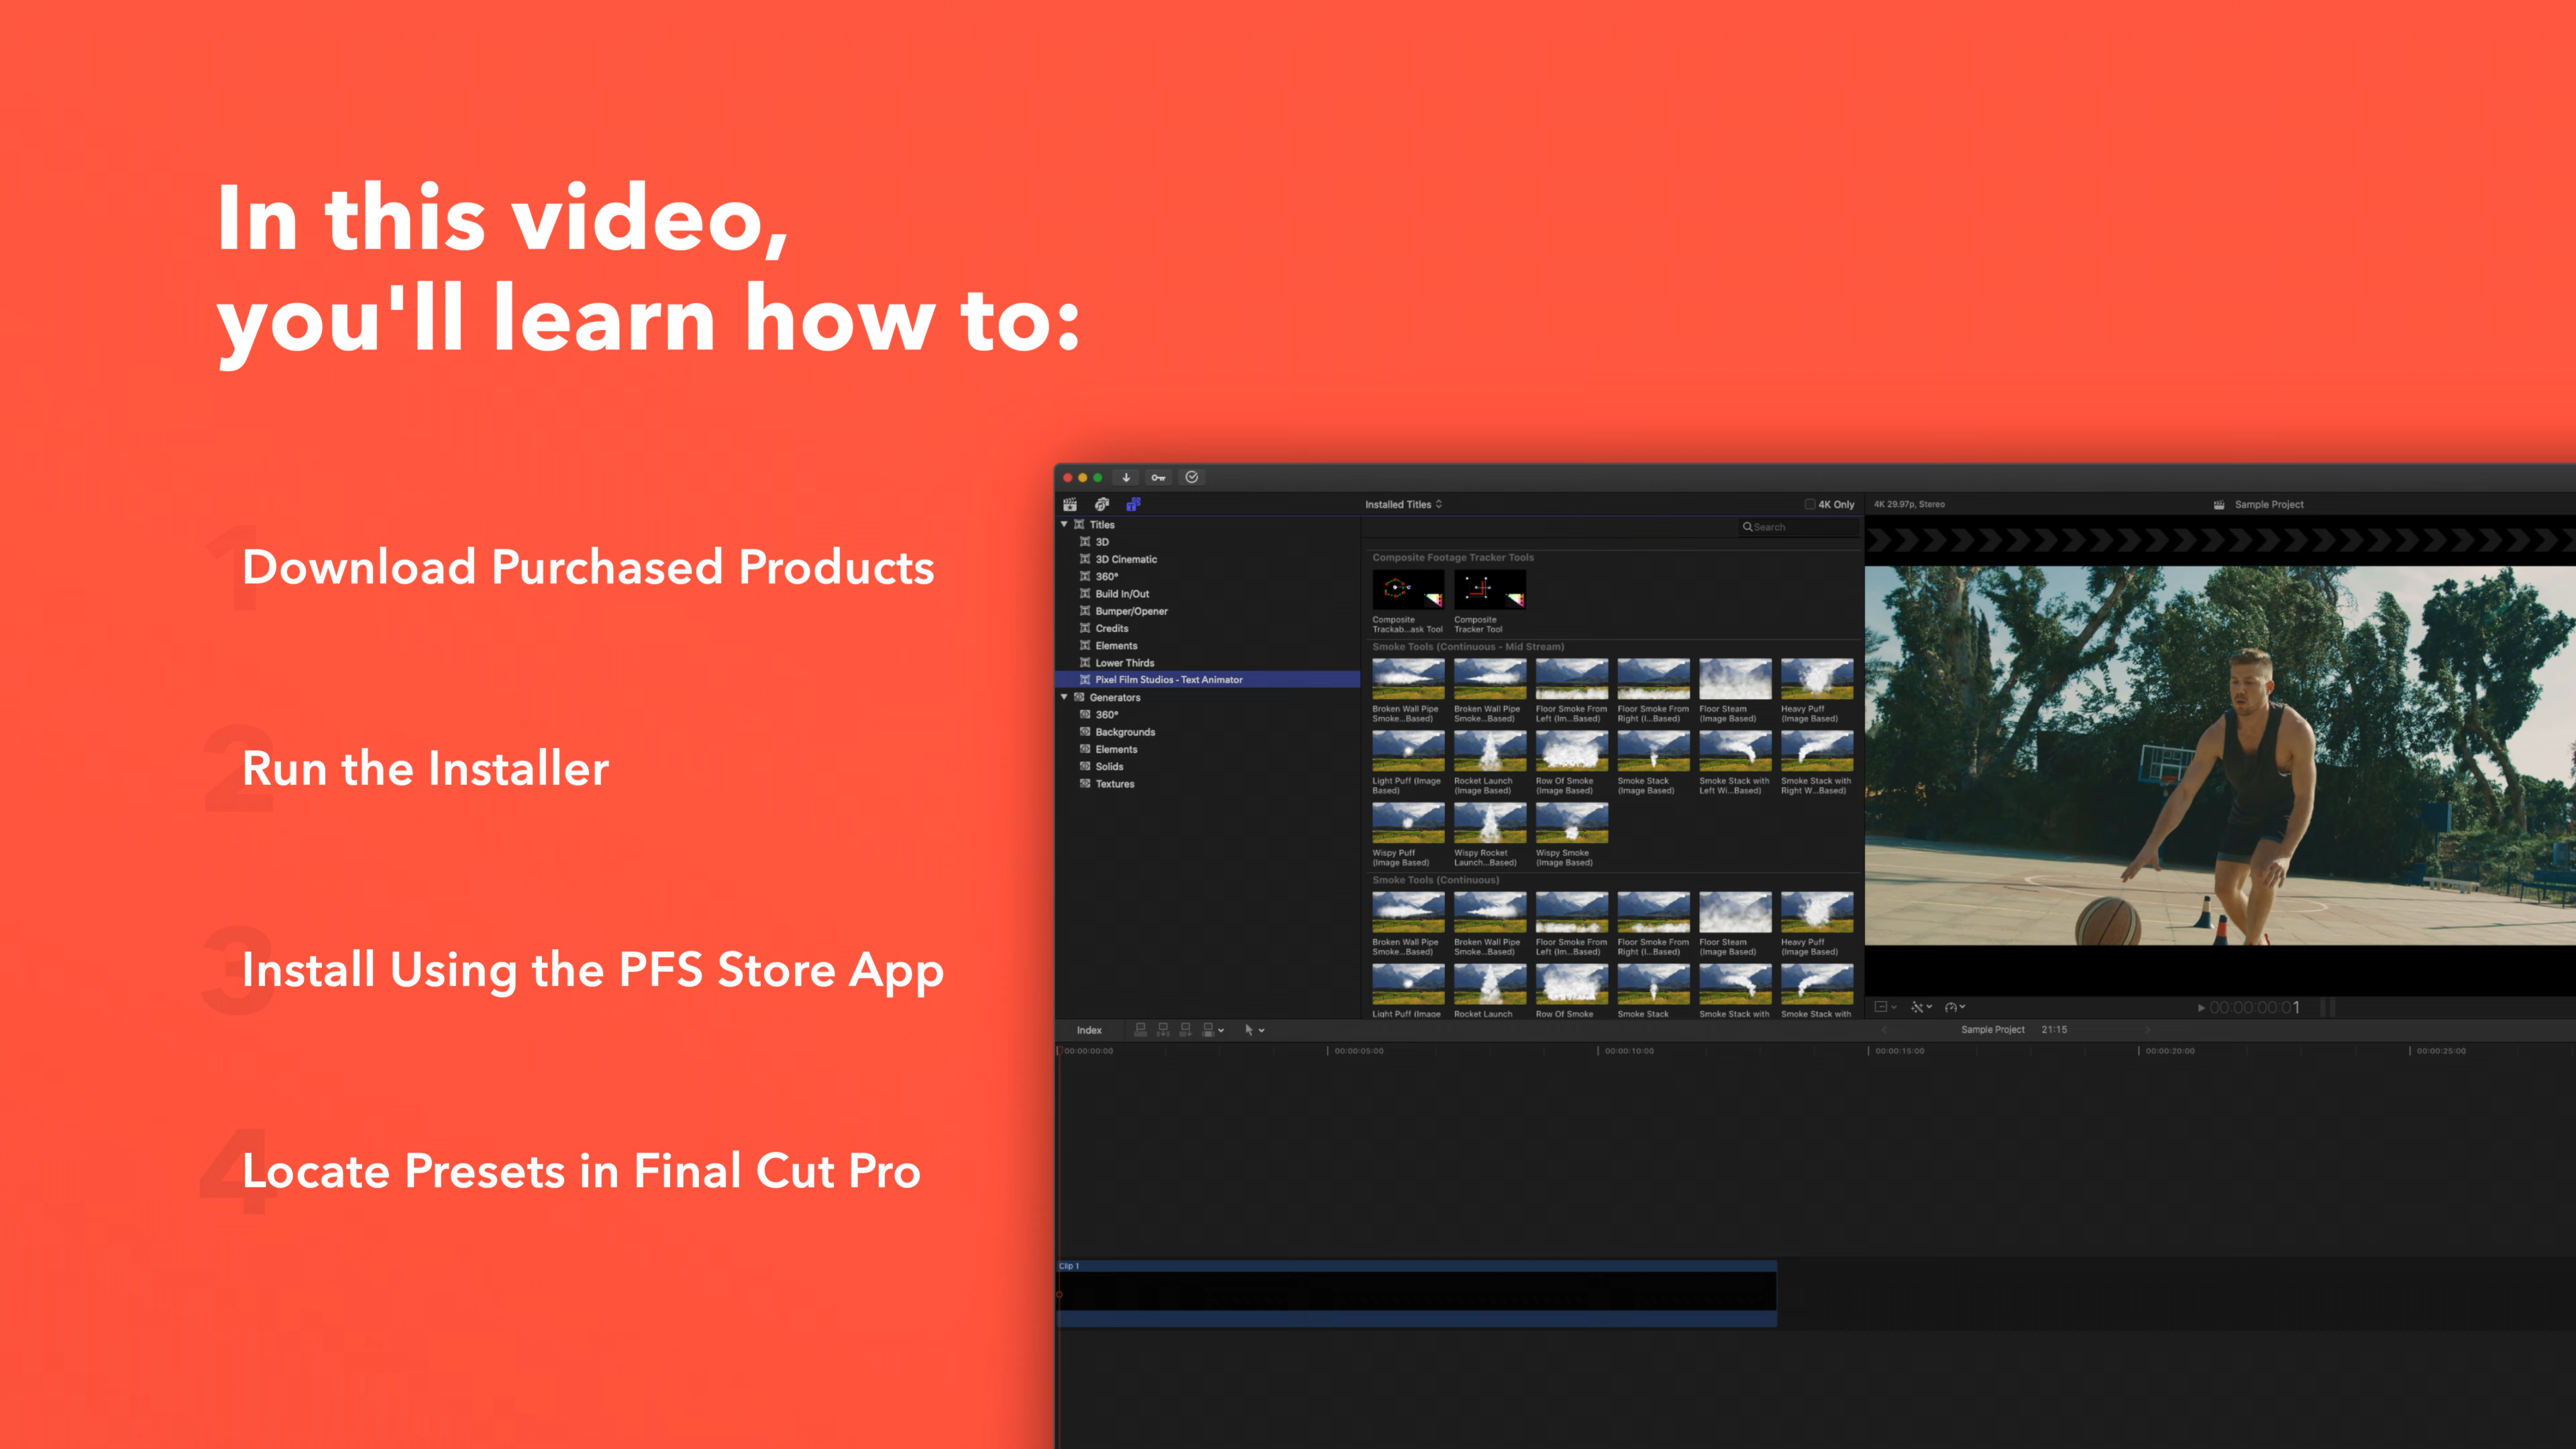 In this video,
you'll learn how to:
1
Download Purchased Products
2
Run the Installer
3
Install Using the PFS Store App
4
Locate Presets in Final Cut Pro
Titles
3D
3D Cinematic
360°
Build In/Out
Bumper/Opener
Credits
Elements
Lower Thirds
Pixel Film Studios - Text Animator
Generators
360°
Backgrounds
Elements
Solids
Textures
Installed Titles
4K Only
Search
Composite Footage Tracker Tools
Composite Trackab...ask Tool
Composite Tracker Tool
Smoke Tools (Continuous - Mid Stream)
Broken Wall Pipe Smoke...Based)
Broken Wall Pipe Smoke...Based)
Floor Smoke From Left (Im...Based)
Floor Smoke From Right (I...Based)
Floor Steam (Image Based)
Heavy Puff (Image Based)
Light Puff (Image Based)
Rocket Launch (Image Based)
Row Of Smoke (Image Based)
Smoke Stack (Image Based)
Smoke Stack with Left Wi...Based)
Smoke Stack with Right W...Based)
Wispy Puff (Image Based)
Wispy Rocket Launch...Based)
Wispy Smoke (Image Based)
Smoke Tools (Continuous)
Broken Wall Pipe Smoke...Based)
Broken Wall Pipe Smoke...Based)
Floor Smoke From Left (Im...Based)
Floor Smoke From Right (I...Based)
Floor Steam (Image Based)
Heavy Puff (Image Based)
Light Puff (Image
Rocket Launch
Row Of Smoke
Smoke Stack
Smoke Stack with
Smoke Stack with
4K 29.97p, Stereo
Sample Project
00:00:00:01
Index
Sample Project 21:15
00:00:00:00
00:00:05:00
00:00:10:00
00:00:15:00
00:00:20:00
00:00:25:00
Clip 1